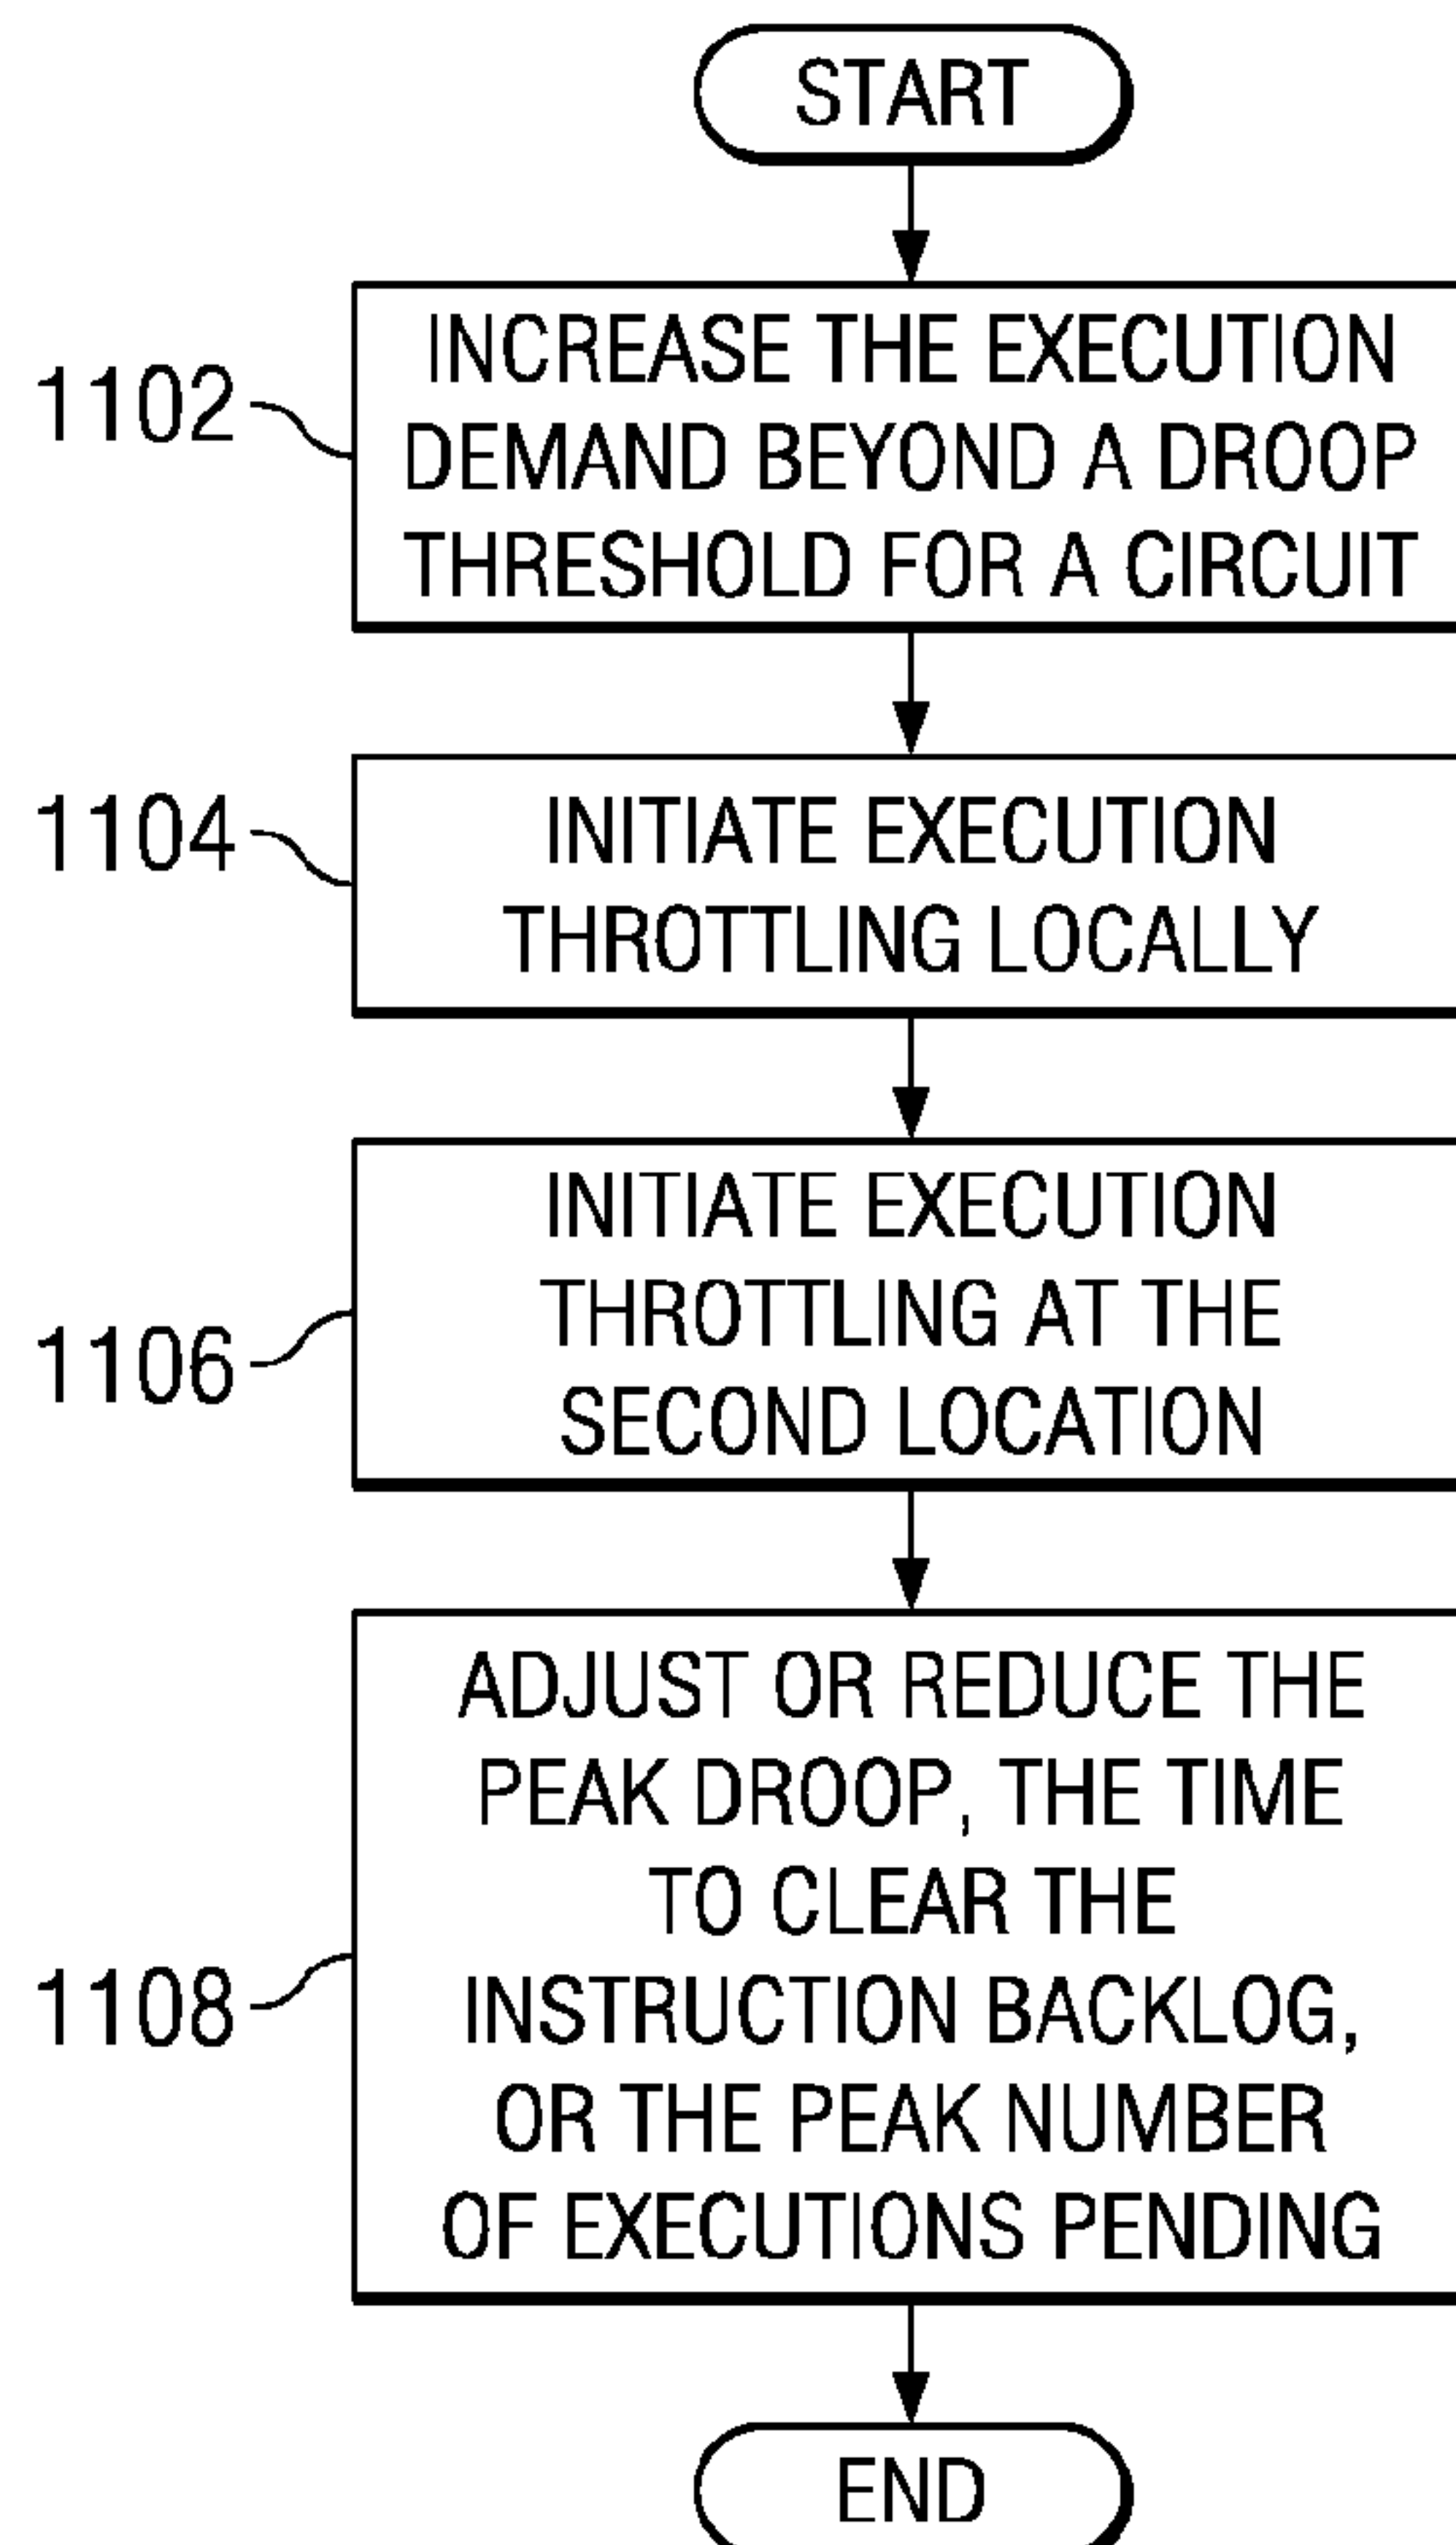 START
1102
INCREASE THE EXECUTION
DEMAND BEYOND A DROOP
THRESHOLD FOR A CIRCUIT
1104
INITIATE EXECUTION
THROTTLING LOCALLY
1106
INITIATE EXECUTION
THROTTLING AT THE
SECOND LOCATION
1108
ADJUST OR REDUCE THE
PEAK DROOP, THE TIME
TO CLEAR THE
INSTRUCTION BACKLOG,
OR THE PEAK NUMBER
OF EXECUTIONS PENDING
END